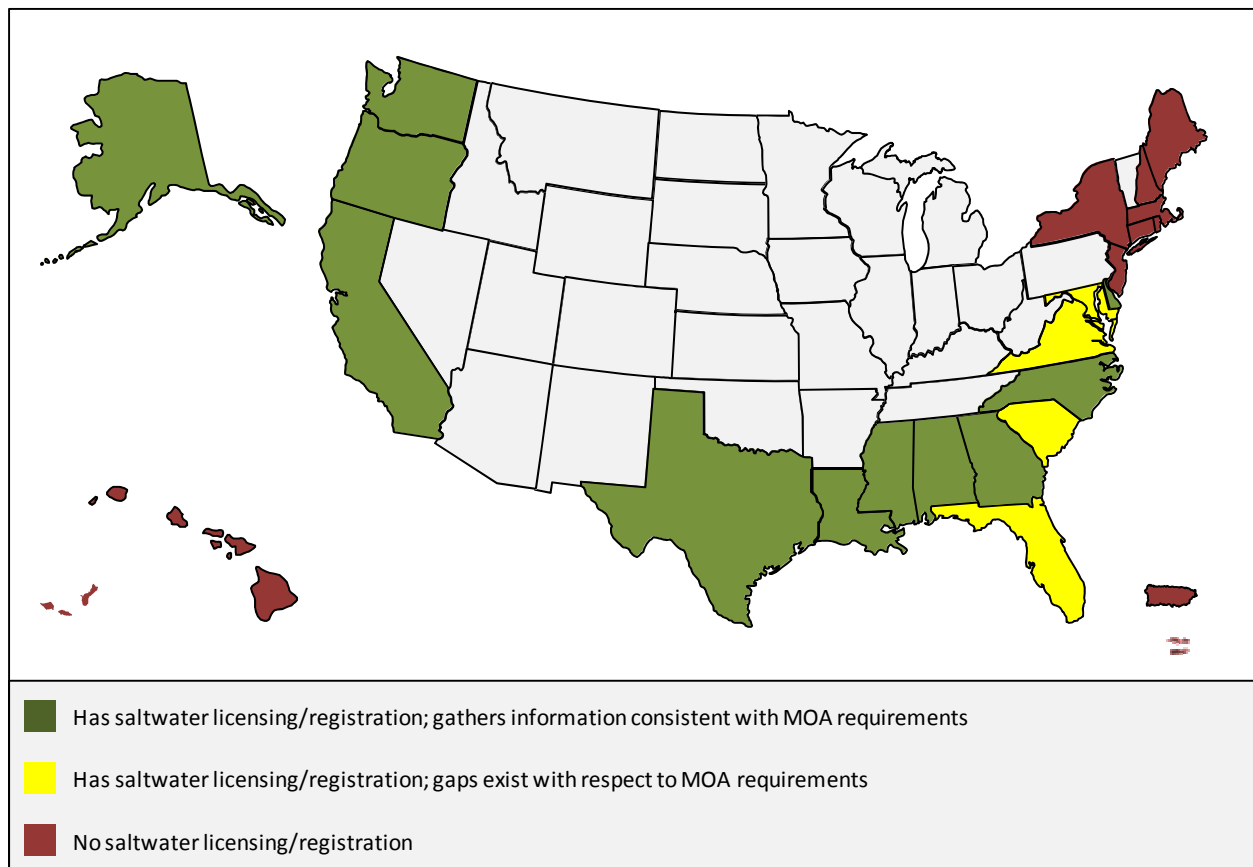 Has saltwater licensing/registration; gathers information consistent with MOA requirements
Has saltwater licensing/registration; gaps exist with respect to MOA requirements
No saltwater licensing/registration